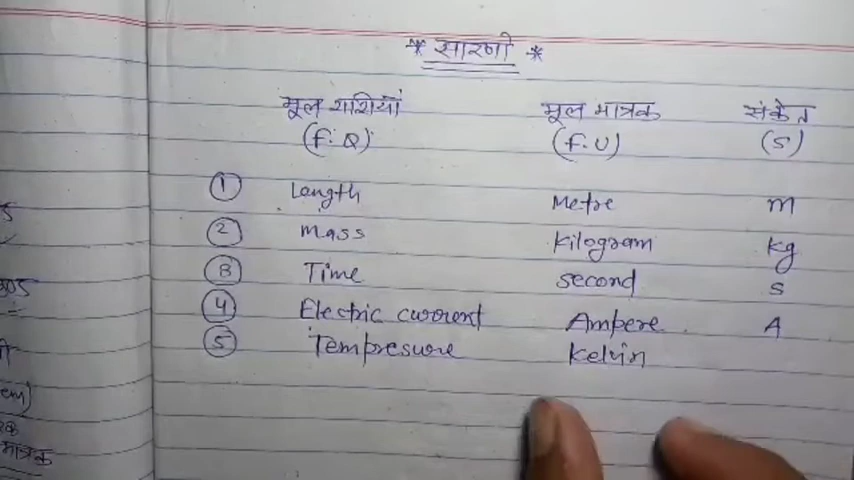 * सारणी *
मूल राशियाँ मूल मात्रक संकेत
(F.Q) (F.U) (S)
1 Length Metre m
2 Mass Kilogram Kg
3 Time second s
4 Electric current Ampere A
5 Tempresure Kelvin
मात्रक